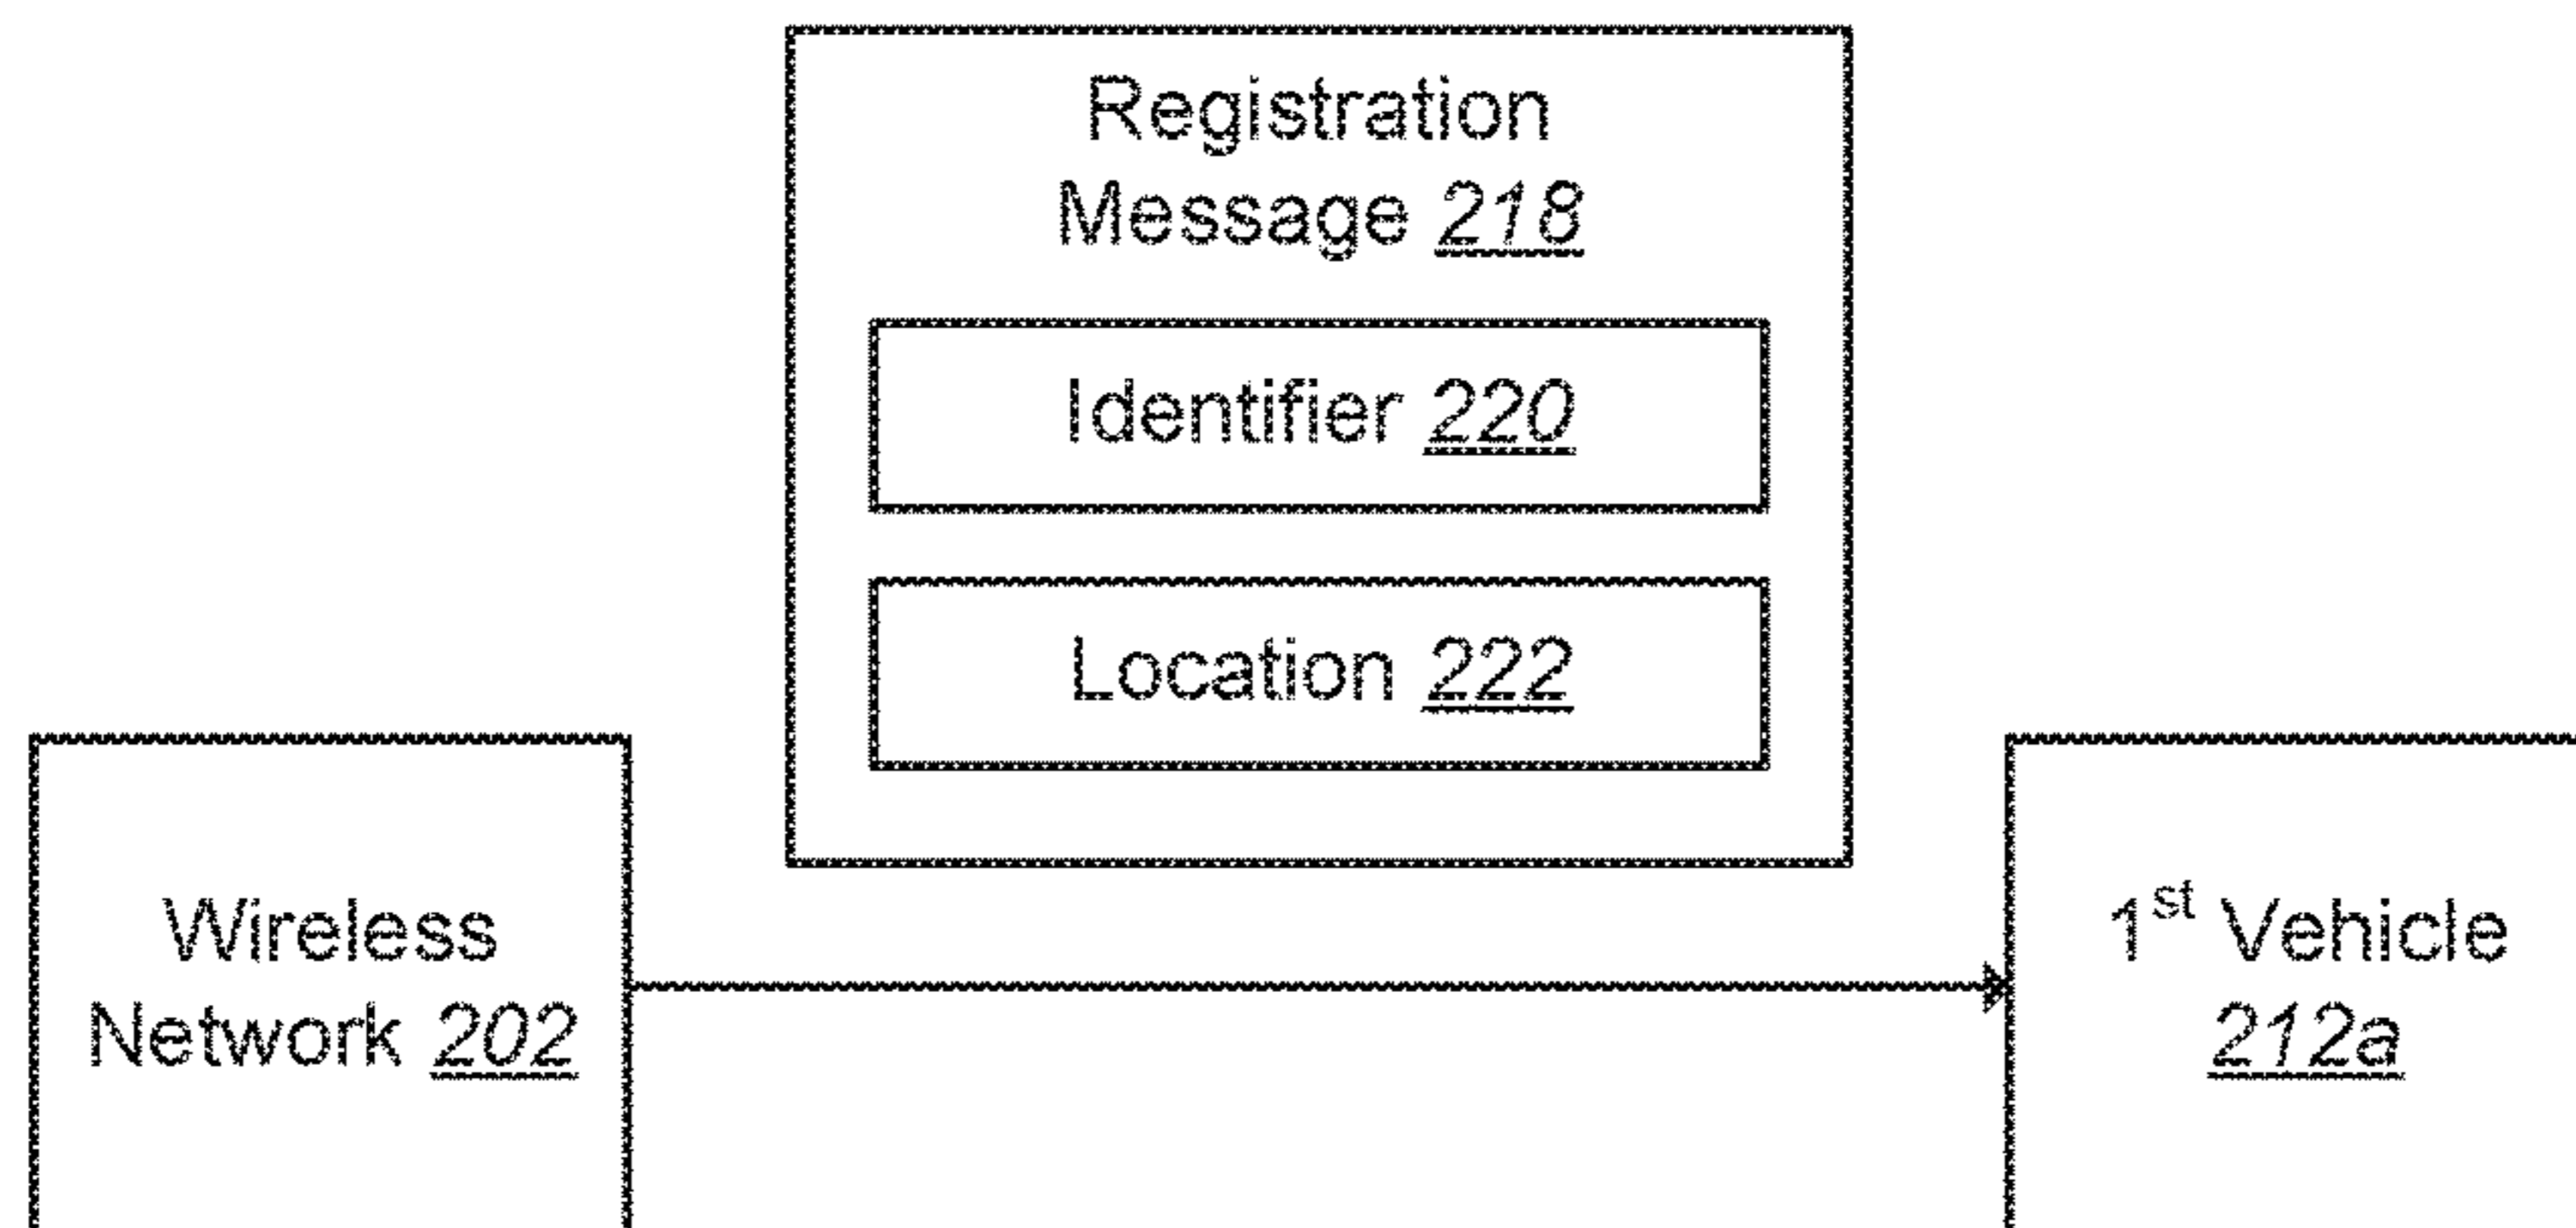 Registration
Message 218
Identifier 220
Location 222
Wireless
Network 202
1st Vehicle
212a